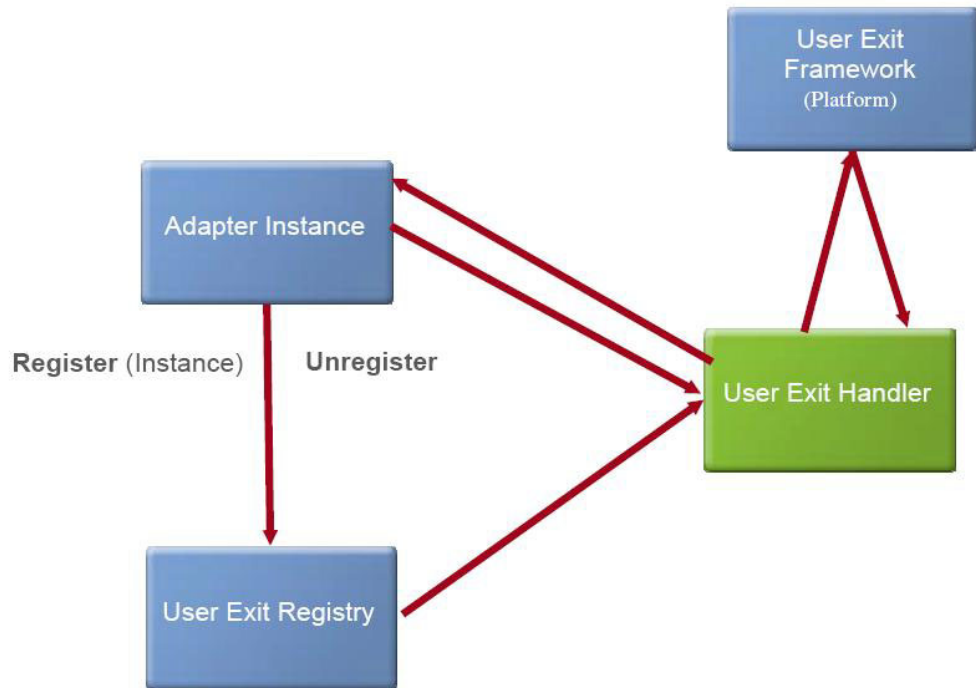 User Exit
Framework
(Platform)
Adapter Instance
Register (Instance)
Unregister
User Exit Handler
User Exit Registry